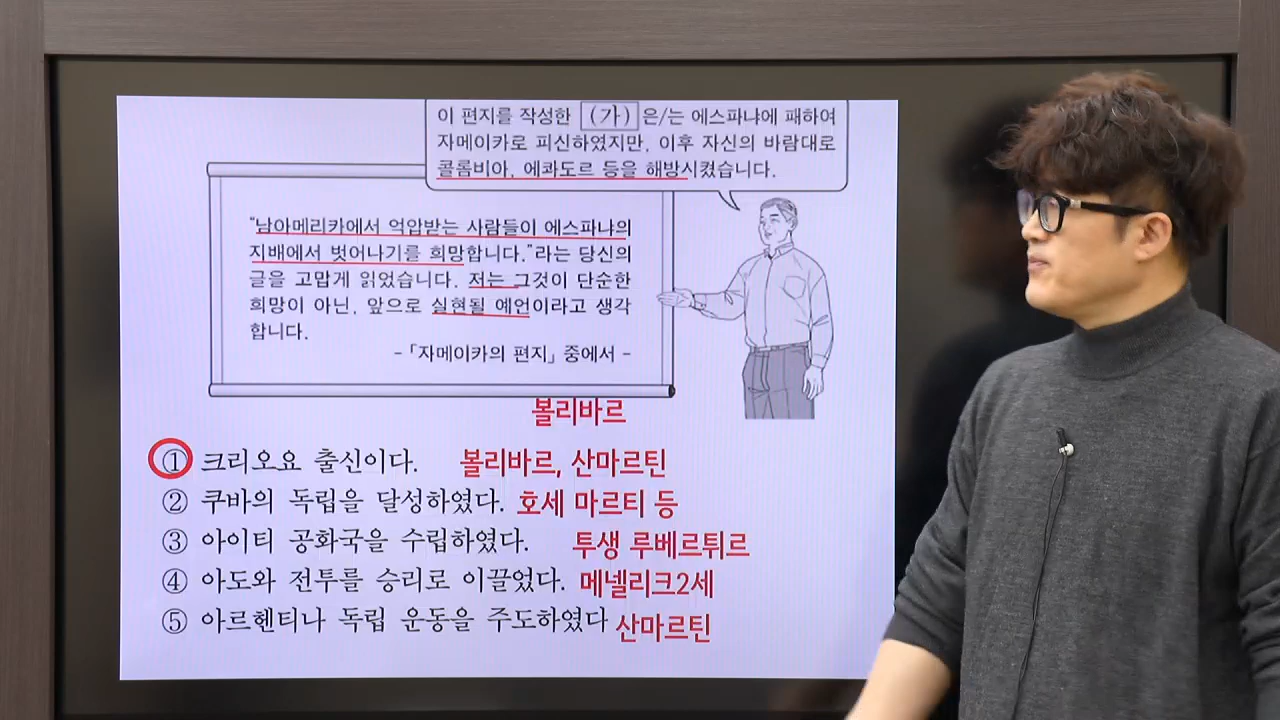 이 편지를 작성한 (가) 은/는 에스파냐에 패하여
자메이카로 피신하였지만, 이후 자신의 바람대로
콜롬비아, 에콰도르 등을 해방시켰습니다.
“남아메리카에서 억압받는 사람들이 에스파냐의
지배에서 벗어나기를 희망합니다.”라는 당신의
글을 고맙게 읽었습니다. 저는 그것이 단순한
희망이 아닌, 앞으로 실현될 예언이라고 생각
합니다.
-「자메이카의 편지」 중에서 -
볼리바르
① 크리오요 출신이다. 볼리바르, 산마르틴
② 쿠바의 독립을 달성하였다. 호세 마르티 등
③ 아이티 공화국을 수립하였다. 투생 루베르튀르
④ 아도와 전투를 승리로 이끌었다. 메넬리크2세
⑤ 아르헨티나 독립 운동을 주도하였다 산마르틴